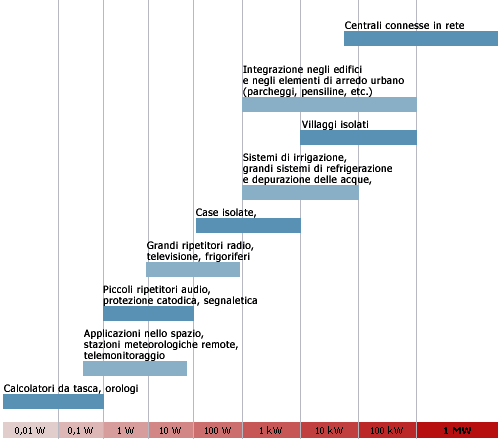 Centrali connesse in rete
Integrazione negli edifici
e negli elementi di arredo urbano
(parcheggi, pensiline, etc.)
Villaggi isolati
Sistemi di irrigazione,
grandi sistemi di refrigerazione
e depurazione delle acque,
Case isolate,
Grandi ripetitori radio,
televisione, frigoriferi
Piccoli ripetitori audio,
protezione catodica, segnaletica
Applicazioni nello spazio,
stazioni meteorologiche remote,
telemonitoraggio
Calcolatori da tasca, orologi
0,01 W 0,1 W 1 W 10 W 100 W 1 kW 10 kW 100 kW 1 MW